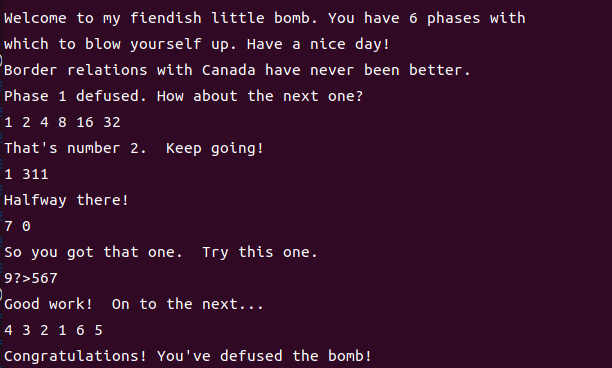 Welcome to my fiendish little bomb. You have 6 phases with
which to blow yourself up. Have a nice day!
Border relations with Canada have never been better.
Phase 1 defused. How about the next one?
1 2 4 8 16 32
That's number 2.  Keep going!
1 311
Halfway there!
7 0
So you got that one.  Try this one.
9?>567
Good work!  On to the next...
4 3 2 1 6 5
Congratulations! You've defused the bomb!